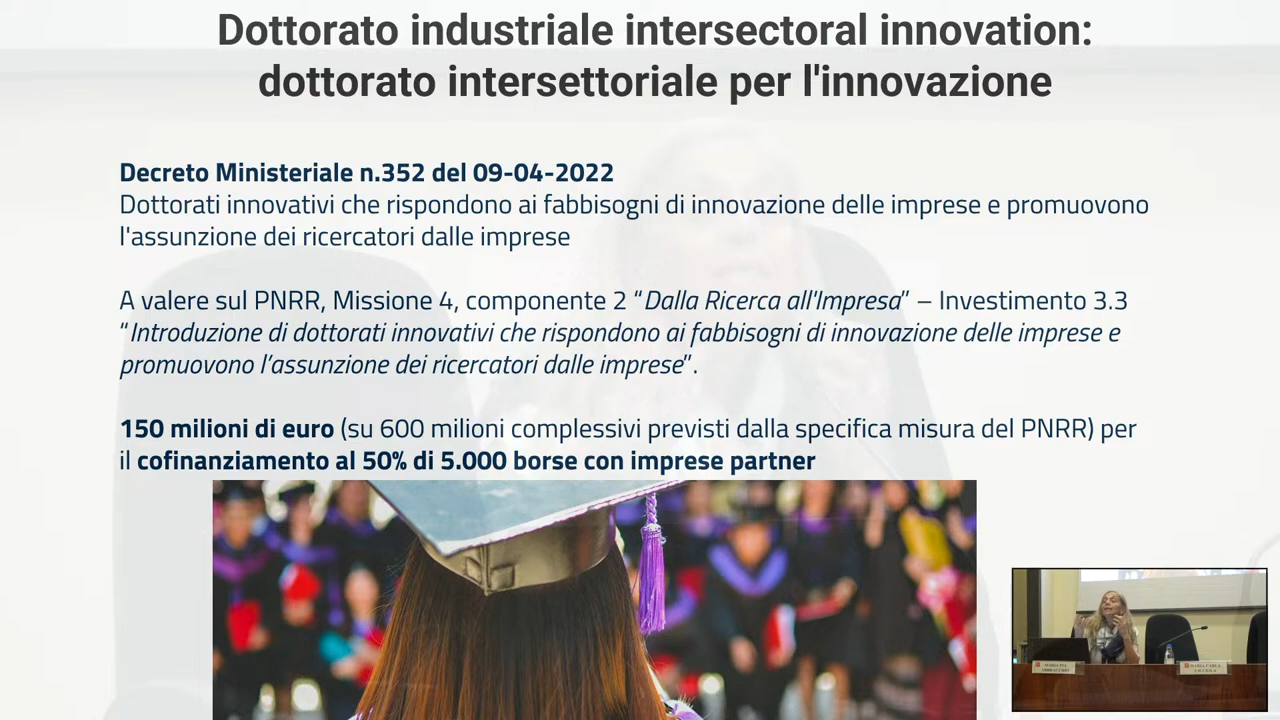 Dottorato industriale intersectoral innovation:
dottorato intersettoriale per l'innovazione
Decreto Ministeriale n.352 del 09-04-2022
Dottorati innovativi che rispondono ai fabbisogni di innovazione delle imprese e promuovono
l'assunzione dei ricercatori dalle imprese
A valere sul PNRR, Missione 4, componente 2 “Dalla Ricerca all'Impresa” – Investimento 3.3
“Introduzione di dottorati innovativi che rispondono ai fabbisogni di innovazione delle imprese e
promuovono l’assunzione dei ricercatori dalle imprese”.
150 milioni di euro (su 600 milioni complessivi previsti dalla specifica misura del PNRR) per
il cofinanziamento al 50% di 5.000 borse con imprese partner
MARIA PIA
MARIA CARLA